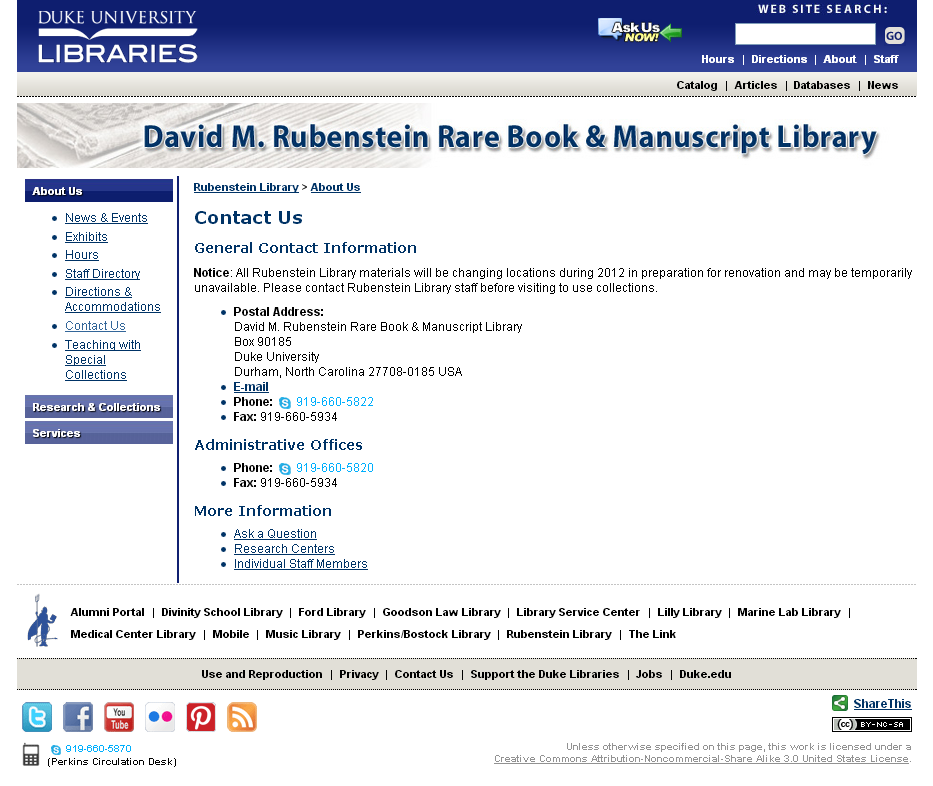 DUKE UNIVERSITY
LIBRARIES
Ask Us
NOW!
WEB SITE SEARCH:
GO
Hours | Directions | About | Staff
Catalog | Articles | Databases | News
David M. Rubenstein Rare Book & Manuscript Library
About Us
News & Events
Exhibits
Hours
Staff Directory
Directions &
Accommodations
Contact Us
Teaching with
Special
Collections
Research & Collections
Services
Rubenstein Library > About Us
Contact Us
General Contact Information
Notice: All Rubenstein Library materials will be changing locations during 2012 in preparation for renovation and may be temporarily
unavailable. Please contact Rubenstein Library staff before visiting to use collections.
Postal Address:
David M. Rubenstein Rare Book & Manuscript Library
Box 90185
Duke University
Durham, North Carolina 27708-0185 USA
E-mail
Phone: 919-660-5822
Fax: 919-660-5934
Administrative Offices
Phone: 919-660-5820
Fax: 919-660-5934
More Information
Ask a Question
Research Centers
Individual Staff Members
Alumni Portal | Divinity School Library | Ford Library | Goodson Law Library | Library Service Center | Lilly Library | Marine Lab Library |
Medical Center Library | Mobile | Music Library | Perkins/Bostock Library | Rubenstein Library | The Link
Use and Reproduction | Privacy | Contact Us | Support the Duke Libraries | Jobs | Duke.edu
You
Tube
ShareThis
(cc) BY-NC-SA
919-660-5870
(Perkins Circulation Desk)
Unless otherwise specified on this page, this work is licensed under a
Creative Commons Attribution-Noncommercial-Share Alike 3.0 United States License.